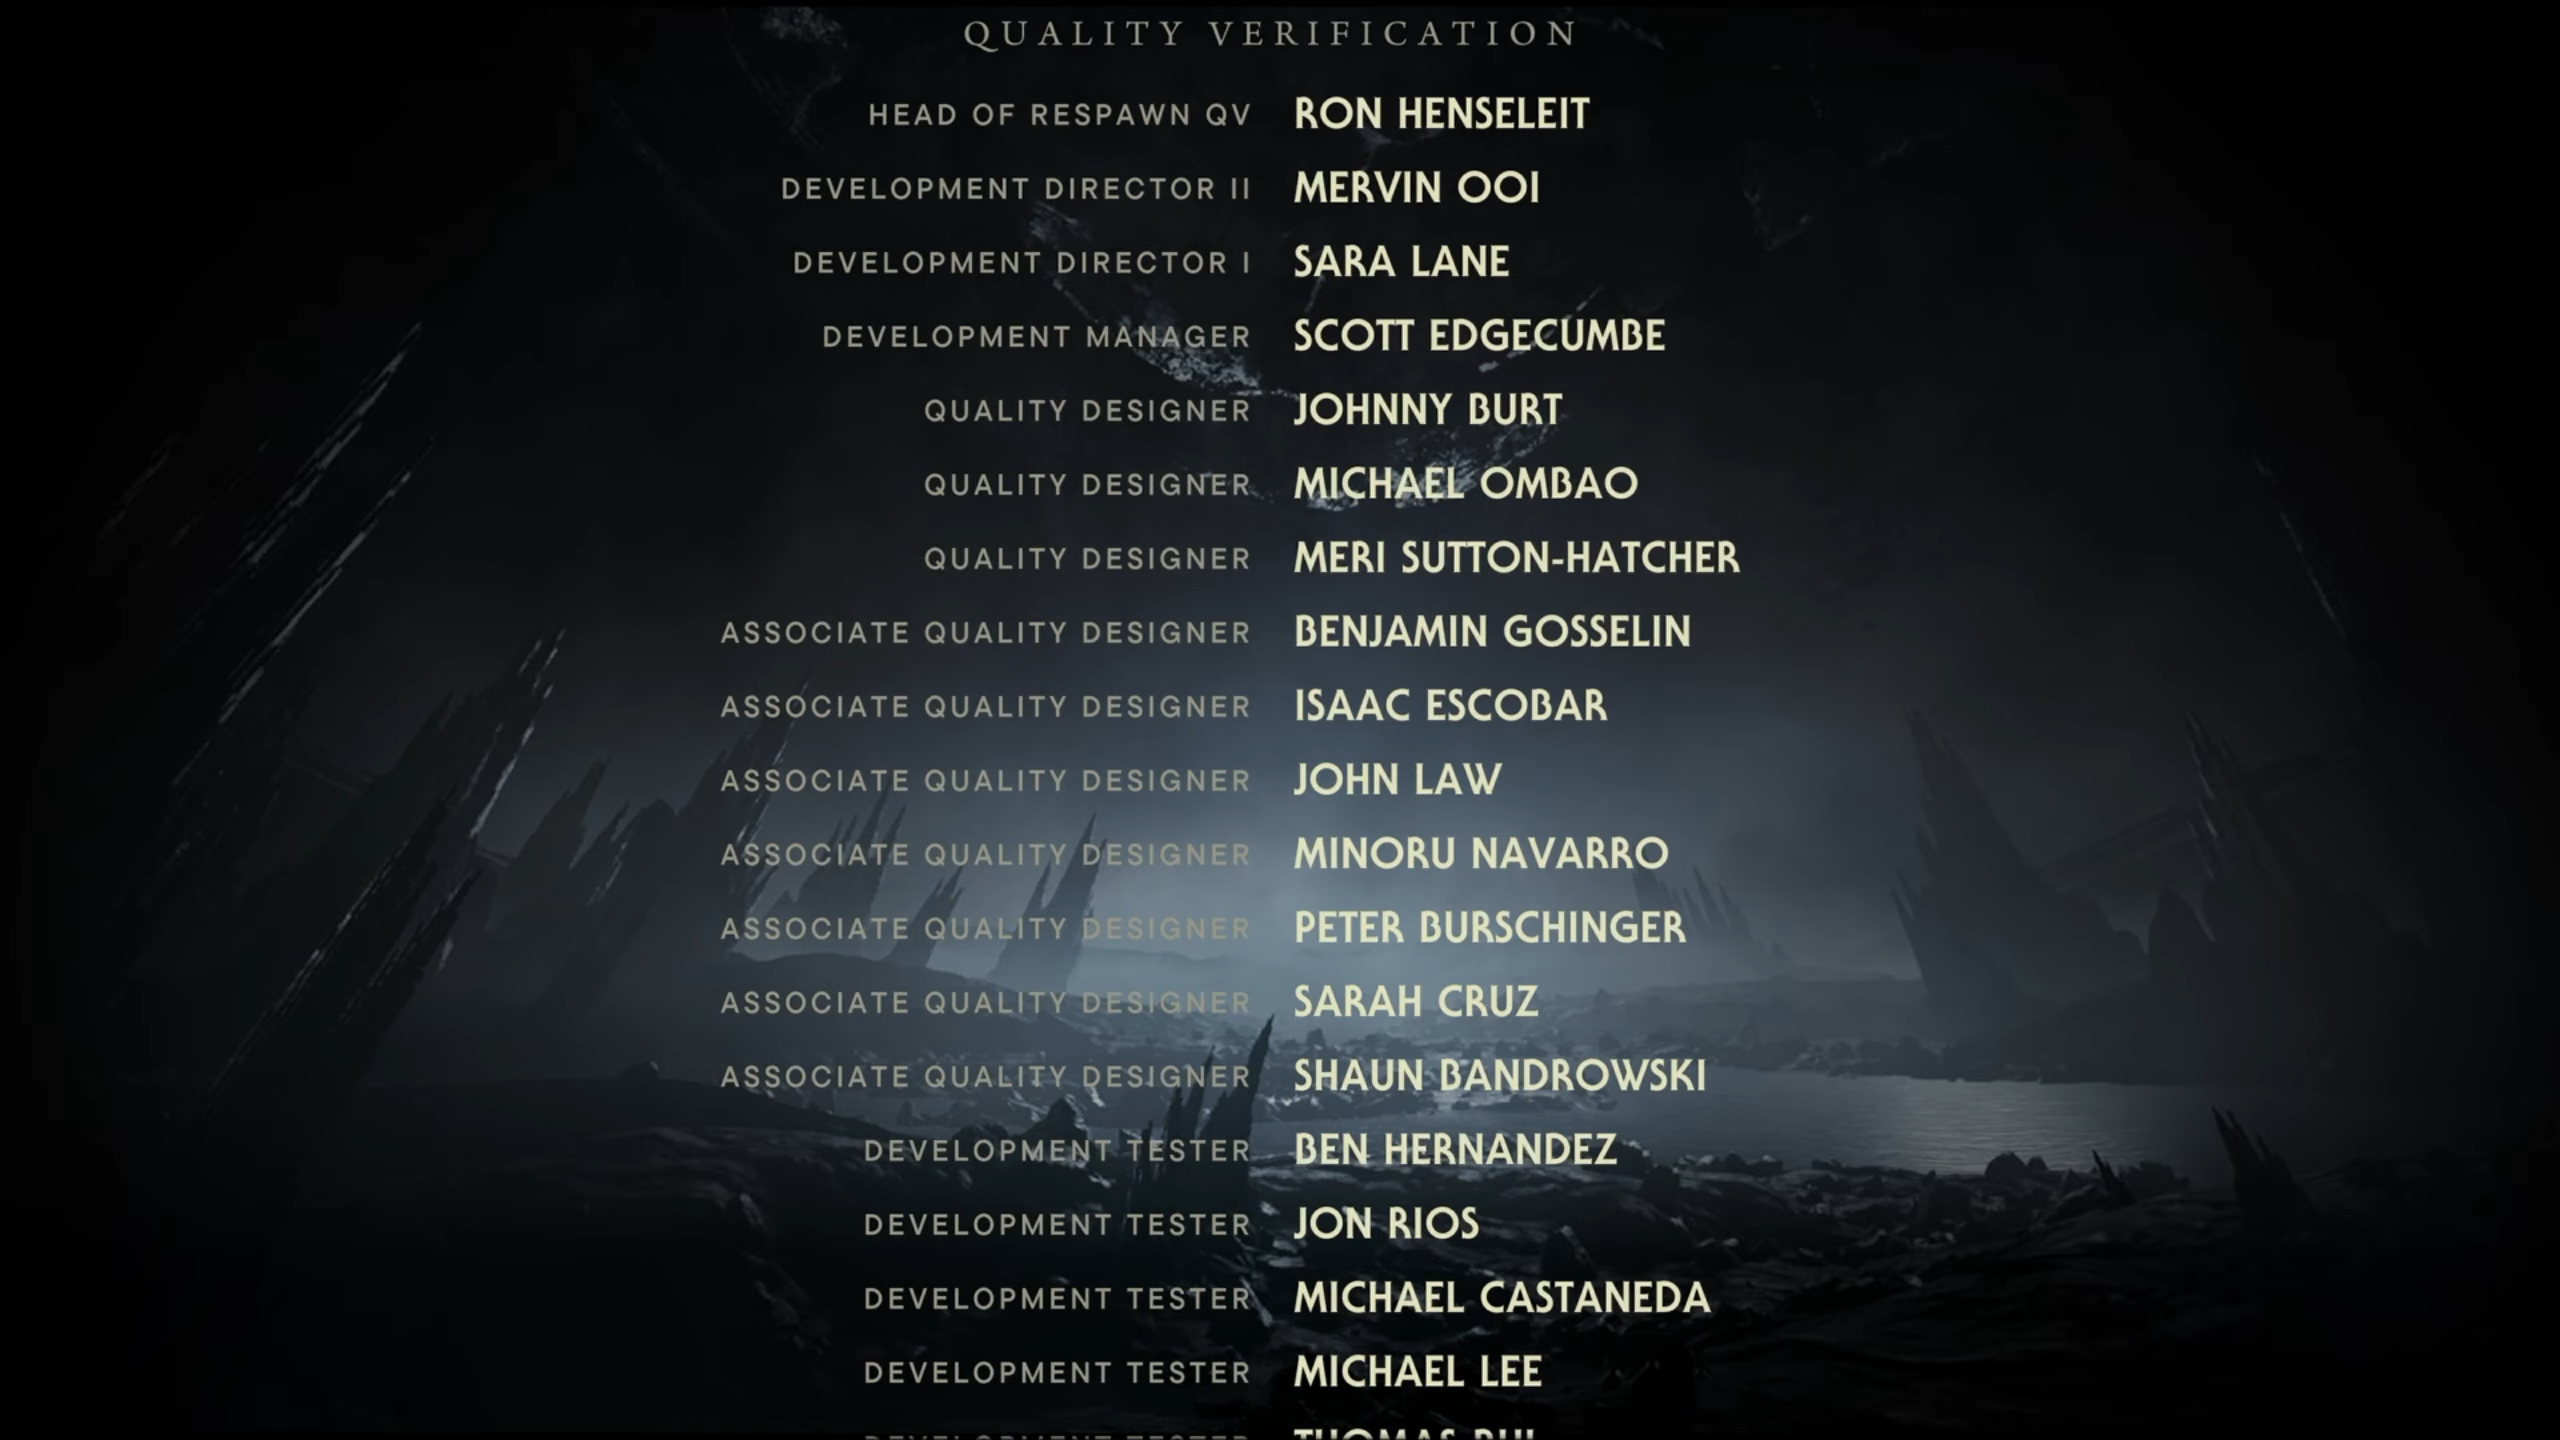 QUALITY VERIFICATION
HEAD OF RESPAWN QV RON HENSELEIT
DEVELOPMENT DIRECTOR II MERVIN OOI
DEVELOPMENT DIRECTOR I SARA LANE
DEVELOPMENT MANAGER SCOTT EDGECUMBE
QUALITY DESIGNER JOHNNY BURT
QUALITY DESIGNER MICHAEL OMBAO
QUALITY DESIGNER MERI SUTTON-HATCHER
ASSOCIATE QUALITY DESIGNER BENJAMIN GOSSELIN
ASSOCIATE QUALITY DESIGNER ISAAC ESCOBAR
ASSOCIATE QUALITY DESIGNER JOHN LAW
ASSOCIATE QUALITY DESIGNER MINORU NAVARRO
ASSOCIATE QUALITY DESIGNER PETER BURSCHINGER
ASSOCIATE QUALITY DESIGNER SARAH CRUZ
ASSOCIATE QUALITY DESIGNER SHAUN BANDROWSKI
DEVELOPMENT TESTER BEN HERNANDEZ
DEVELOPMENT TESTER JON RIOS
DEVELOPMENT TESTER MICHAEL CASTANEDA
DEVELOPMENT TESTER MICHAEL LEE
DEVELOPMENT TESTER THOMAS